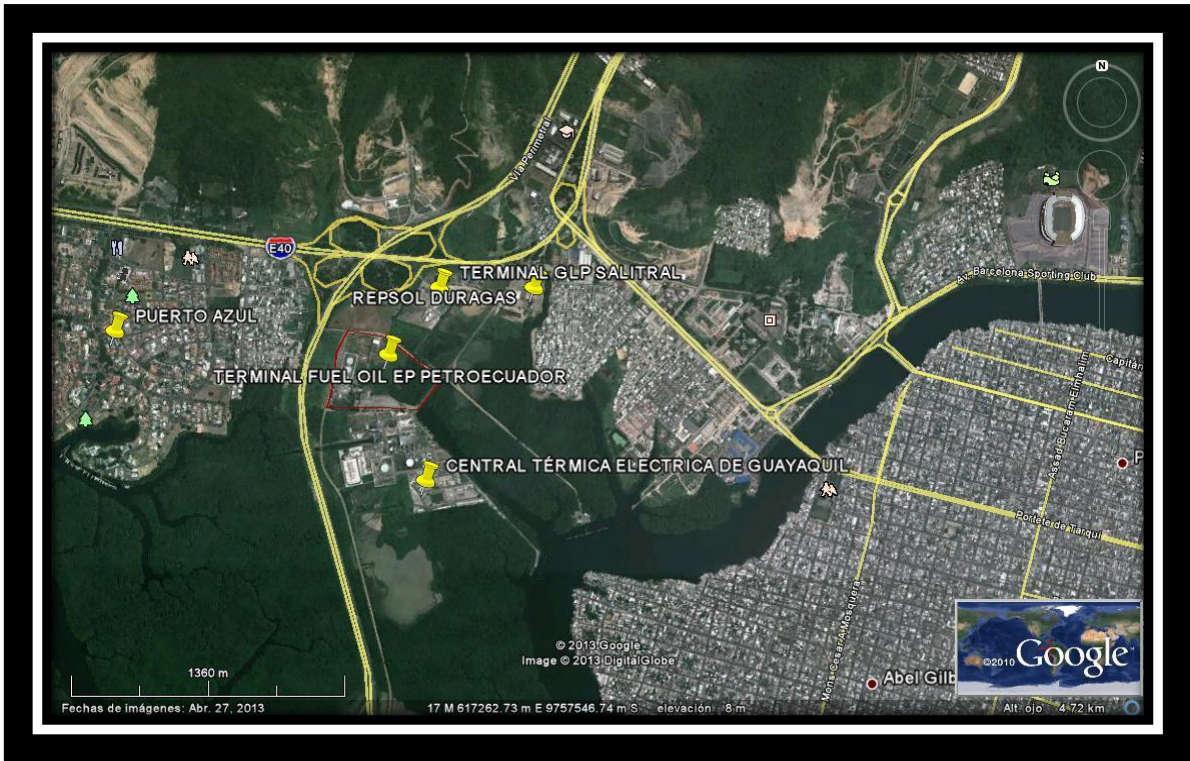 N
Vía Perimetral
E40
TERMINAL GLP SALITRAL
Av. Barcelona Sporting Club
REPSOL DURAGAS
PUERTO AZUL
Capitán
TERMINAL FUEL OIL EP PETROECUADOR
Assad Bucaram Elmhalim
P
CENTRAL TÉRMICA ELECTRICA DE GUAYAQUIL
Portete de Tarqui
Mons Cesar A Mosquera
© 2013 Google
Image © 2013 DigitalGlobe
©2010 Google
1360 m
Abel Gilb
Fechas de imágenes: Abr. 27, 2013
17 M 617262.73 m E 9757546.74 m S elevación 8 m
Alt. ojo 4.72 km